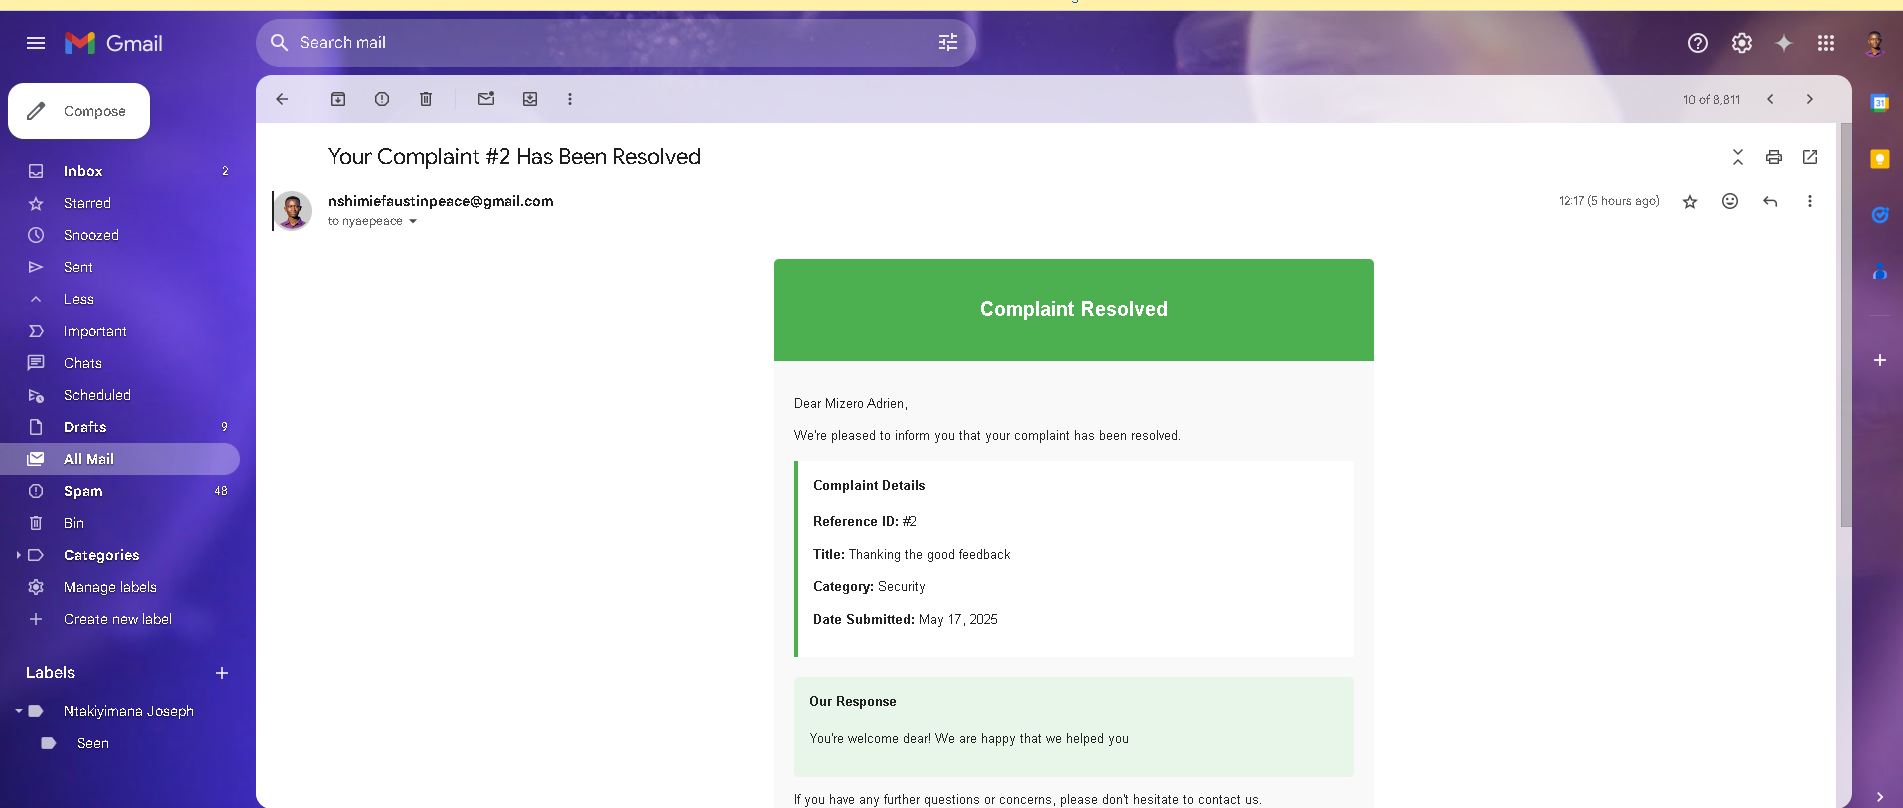 Gmail
Search mail
Compose
10 of 8,811
Inbox 2
Starred
Snoozed
Sent
Less
Important
Chats
Scheduled
Drafts 9
All Mail
Spam 48
Bin
Categories
Manage labels
Create new label
Labels
Ntakiyimana Joseph
Seen
Your Complaint #2 Has Been Resolved
nshimiefaustinpeace@gmail.com
12:17 (5 hours ago)
to nyaepeace
Complaint Resolved
Dear Mizero Adrien,
We're pleased to inform you that your complaint has been resolved.
Complaint Details
Reference ID: #2
Title: Thanking the good feedback
Category: Security
Date Submitted: May 17, 2025
Our Response
You're welcome dear! We are happy that we helped you
If you have any further questions or concerns, please don't hesitate to contact us.
31